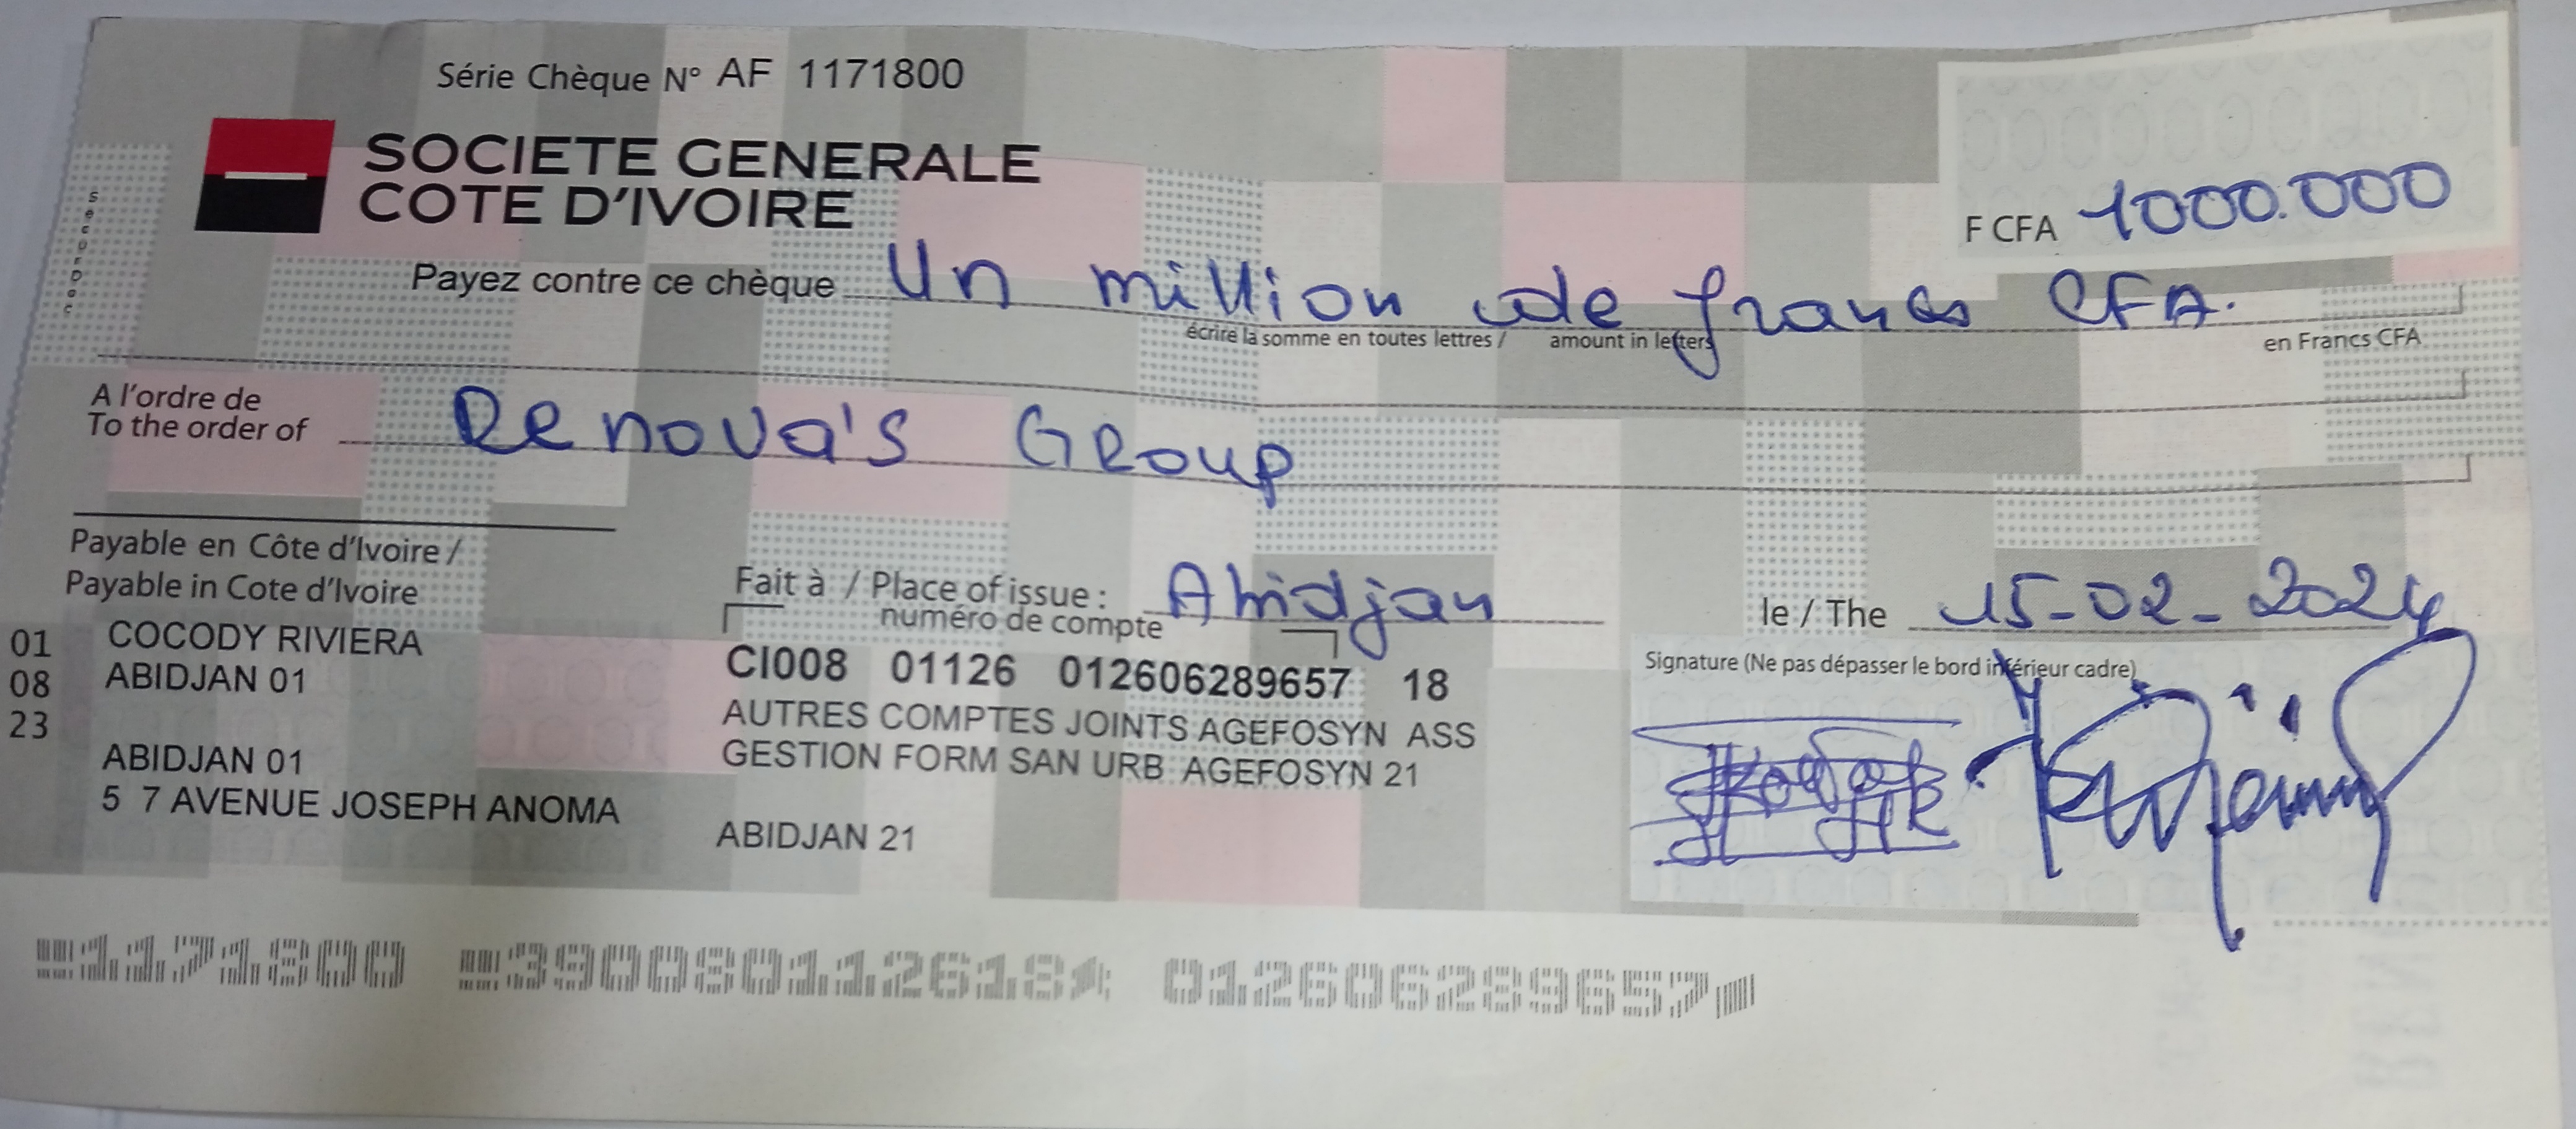 Série Chèque N° AF 1171800
SOCIETE GENERALE
COTE D'IVOIRE
F CFA 1000.000
Payez contre ce chèque Un million de francs CFA.
écrire la somme en toutes lettres / amount in letters
en Francs CFA
A l'ordre de
To the order of Renova's Group
Payable en Côte d'Ivoire /
Payable in Cote d'Ivoire
Fait à / Place of issue : Abidjan
le / The 15-02-2024
numéro de compte
01 COCODY RIVIERA
08 ABIDJAN 01
23
ABIDJAN 01
5 7 AVENUE JOSEPH ANOMA
CI008 01126 012606289657 18
AUTRES COMPTES JOINTS AGEFOSYN ASS
GESTION FORM SAN URB AGEFOSYN 21
ABIDJAN 21
Signature (Ne pas dépasser le bord inférieur cadre)
SecurDoc
1171800 390080112618 012606289657